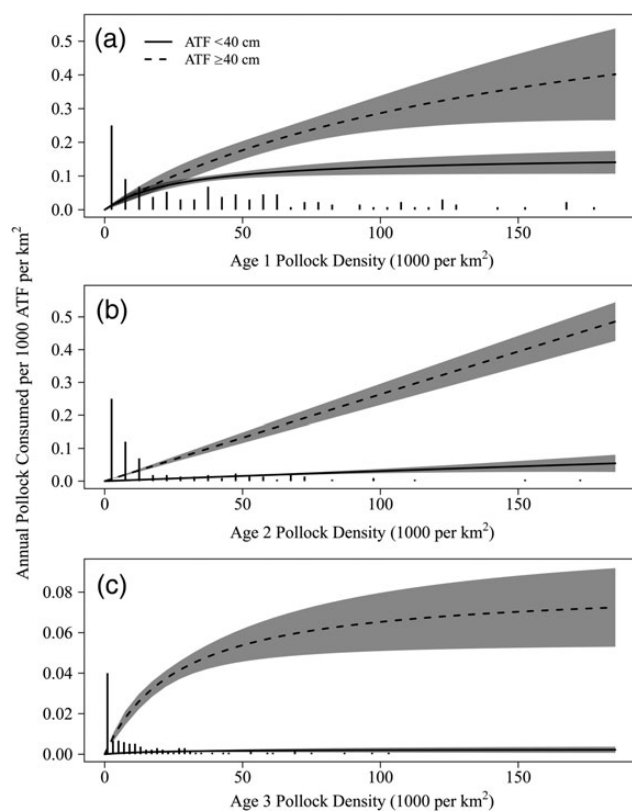 (a)
ATF <40 cm
ATF ≥40 cm
0.5
0.4
0.3
0.2
0.1
0.0
0 50 100 150
Age 1 Pollock Density (1000 per km²)
Annual Pollock Consumed per 1000 ATF per km²
(b)
0.5
0.4
0.3
0.2
0.1
0.0
0 50 100 150
Age 2 Pollock Density (1000 per km²)
(c)
0.08
0.06
0.04
0.02
0.00
0 50 100 150
Age 3 Pollock Density (1000 per km²)